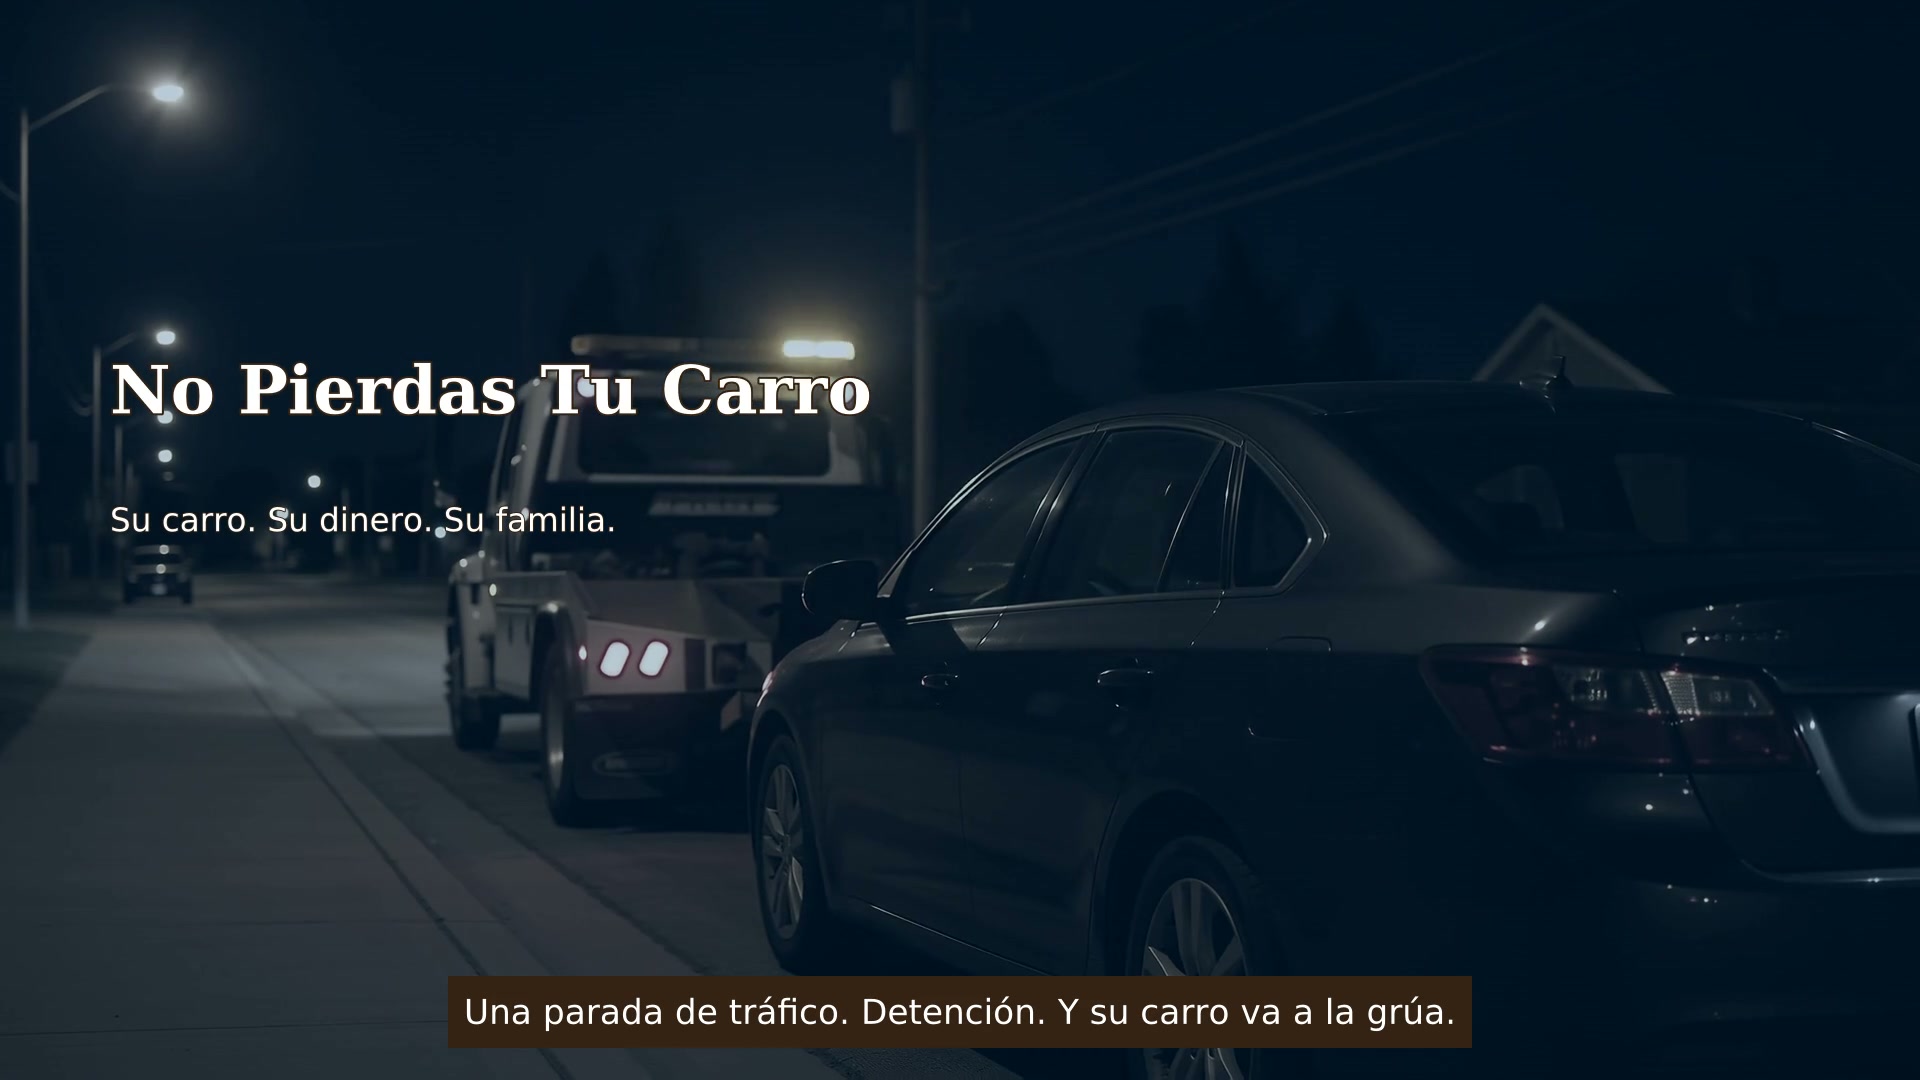 No Pierdas Tu Carro
Su carro. Su dinero. Su familia.
Una parada de tráfico. Detención. Y su carro va a la grúa.